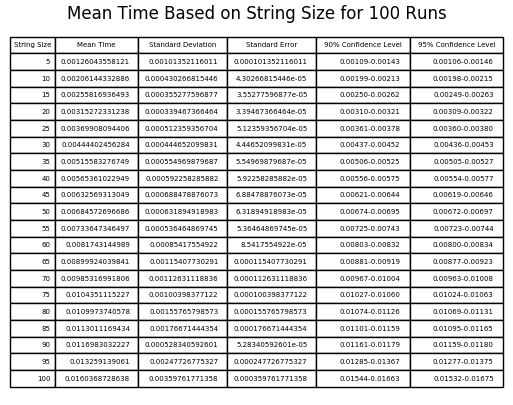 Mean Time Based on String Size for 100 Runs
String Size Mean Time Standard Deviation Standard Error 90% Confidence Level 95% Confidence Level
5 0.00126043558121 0.00101352116011 0.000101352116011 0.00109-0.00143 0.00106-0.00146
10 0.00206144332886 0.000430266815446 4.30266815446e-05 0.00199-0.00213 0.00198-0.00215
15 0.00255816936493 0.000355277596877 3.55277596877e-05 0.00250-0.00262 0.00249-0.00263
20 0.00315272331238 0.000339467366464 3.39467366464e-05 0.00310-0.00321 0.00309-0.00322
25 0.00369908094406 0.000512359356704 5.12359356704e-05 0.00361-0.00378 0.00360-0.00380
30 0.00444402456284 0.000444652099831 4.44652099831e-05 0.00437-0.00452 0.00436-0.00453
35 0.00515583276749 0.000554969879687 5.54969879687e-05 0.00506-0.00525 0.00505-0.00527
40 0.00565361022949 0.000592258285882 5.92258285882e-05 0.00556-0.00575 0.00554-0.00577
45 0.00632569313049 0.000688478876073 6.88478876073e-05 0.00621-0.00644 0.00619-0.00646
50 0.00684572696686 0.000631894918983 6.31894918983e-05 0.00674-0.00695 0.00672-0.00697
55 0.00733647346497 0.000536464869745 5.36464869745e-05 0.00725-0.00743 0.00723-0.00744
60 0.0081743144989 0.00085417554922 8.5417554922e-05 0.00803-0.00832 0.00800-0.00834
65 0.00899924039841 0.00115407730291 0.000115407730291 0.00881-0.00919 0.00877-0.00923
70 0.00985316991806 0.00112631118836 0.000112631118836 0.00967-0.01004 0.00963-0.01008
75 0.0104351115227 0.00100398377122 0.000100398377122 0.01027-0.01060 0.01024-0.01063
80 0.0109973740578 0.00155765798573 0.000155765798573 0.01074-0.01126 0.01069-0.01131
85 0.0113011169434 0.00176671444354 0.000176671444354 0.01101-0.01159 0.01095-0.01165
90 0.0116983032227 0.000528340592601 5.28340592601e-05 0.01161-0.01179 0.01159-0.01180
95 0.013259139061 0.00247726775327 0.000247726775327 0.01285-0.01367 0.01277-0.01375
100 0.0160368728638 0.00359761771358 0.000359761771358 0.01544-0.01663 0.01532-0.01675